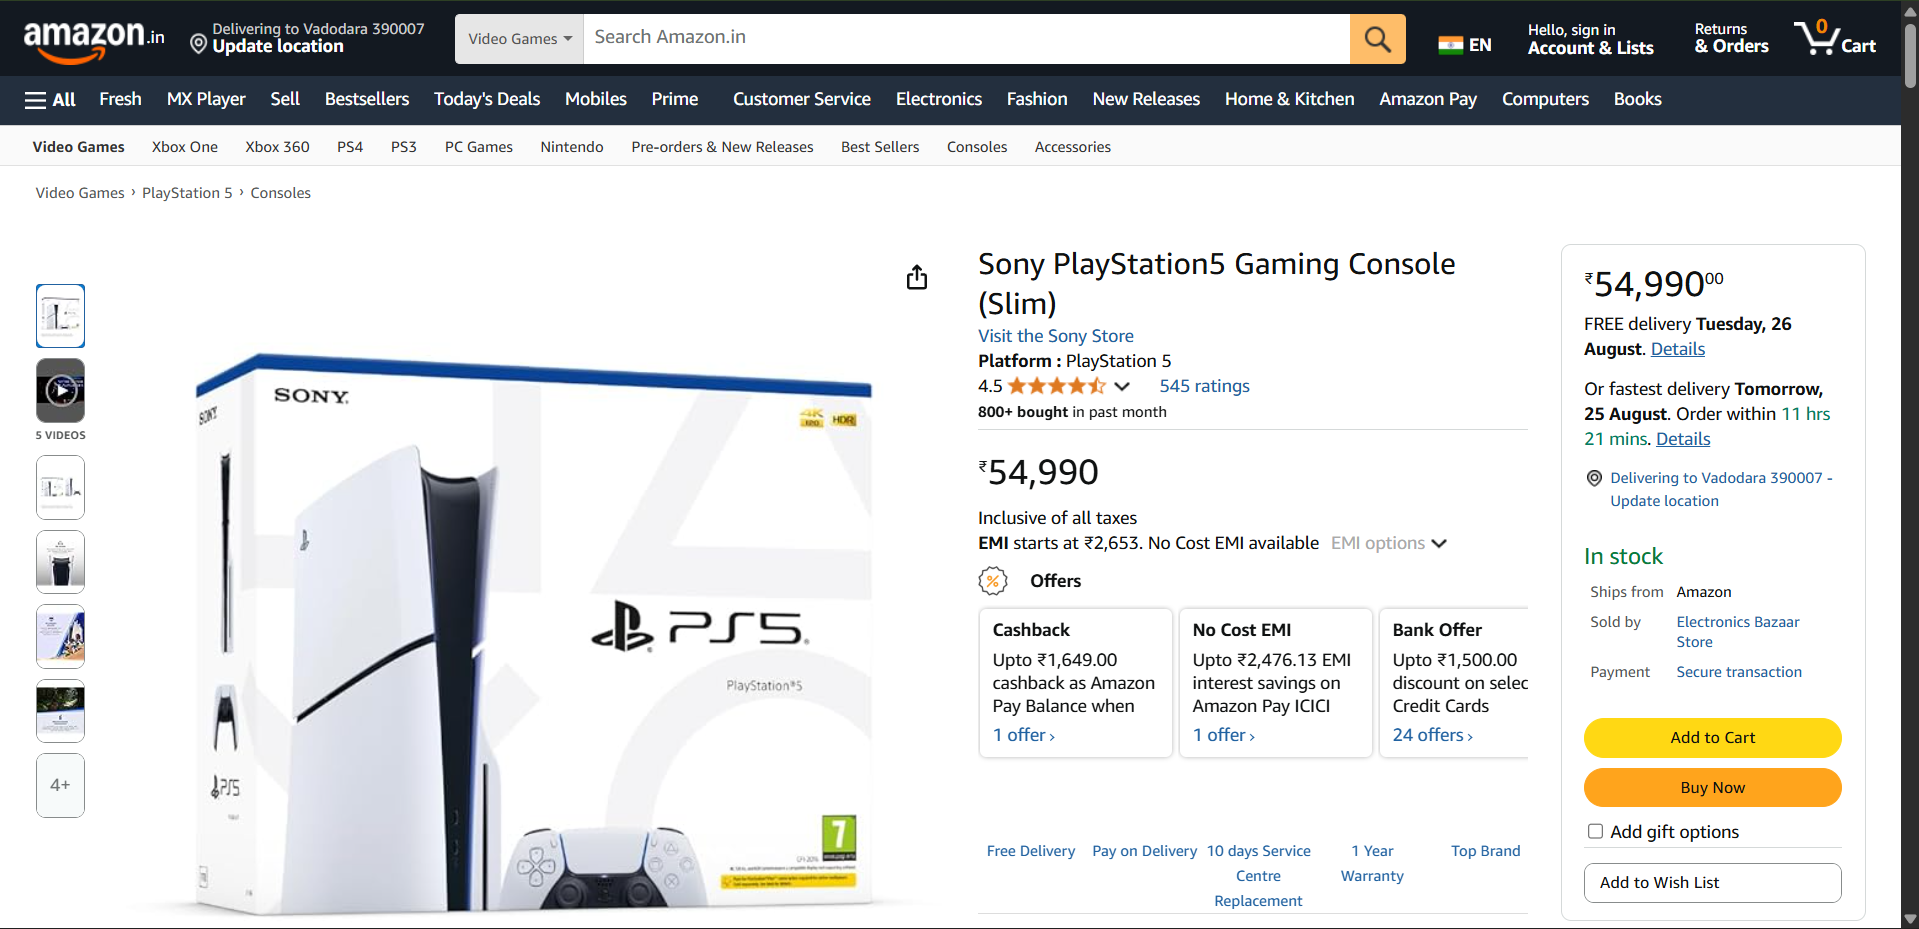 amazon.in
Delivering to Vadodara 390007
Update location
Video Games
Search Amazon.in
EN
Hello, sign in
Account & Lists
Returns
& Orders
0
Cart
All
Fresh
MX Player
Sell
Bestsellers
Today's Deals
Mobiles
Prime
Customer Service
Electronics
Fashion
New Releases
Home & Kitchen
Amazon Pay
Computers
Books
Video Games
Xbox One
Xbox 360
PS4
PS3
PC Games
Nintendo
Pre-orders & New Releases
Best Sellers
Consoles
Accessories
Video Games › PlayStation 5 › Consoles
5 VIDEOS
4+
SONY
SONY.
4K
120
HDR
PS5
PlayStation®5
PS5
7
Sony PlayStation5 Gaming Console
(Slim)
Visit the Sony Store
Platform : PlayStation 5
4.5
545 ratings
800+ bought in past month
₹54,990
Inclusive of all taxes
EMI starts at ₹2,653. No Cost EMI available EMI options
Offers
Cashback
Upto ₹1,649.00
cashback as Amazon
Pay Balance when
1 offer ›
No Cost EMI
Upto ₹2,476.13 EMI
interest savings on
Amazon Pay ICICI
1 offer ›
Bank Offer
Upto ₹1,500.00
discount on selec
Credit Cards
24 offers ›
Free Delivery
Pay on Delivery
10 days Service
Centre
Replacement
1 Year
Warranty
Top Brand
₹54,99000
FREE delivery Tuesday, 26
August. Details
Or fastest delivery Tomorrow,
25 August. Order within 11 hrs
21 mins. Details
Delivering to Vadodara 390007 -
Update location
In stock
Ships from Amazon
Sold by Electronics Bazaar
Store
Payment Secure transaction
Add to Cart
Buy Now
Add gift options
Add to Wish List